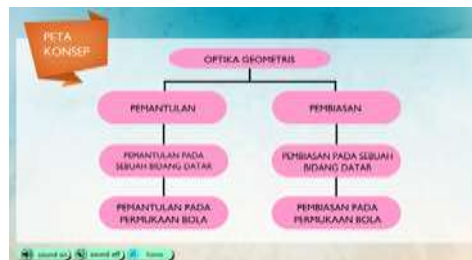 PETA
KONSEP
OPTIKA GEOMETRIS
PEMANTULAN
PEMBIASAN
PEMANTULAN PADA
SEBUAH BIDANG DATAR
PEMBIASAN PADA SEBUAH
BIDANG DATAR
PEMANTULAN PADA
PERMUKAAN BOLA
PEMBIASAN PADA
PERMUKAAN BOLA
sound on
sound off
home